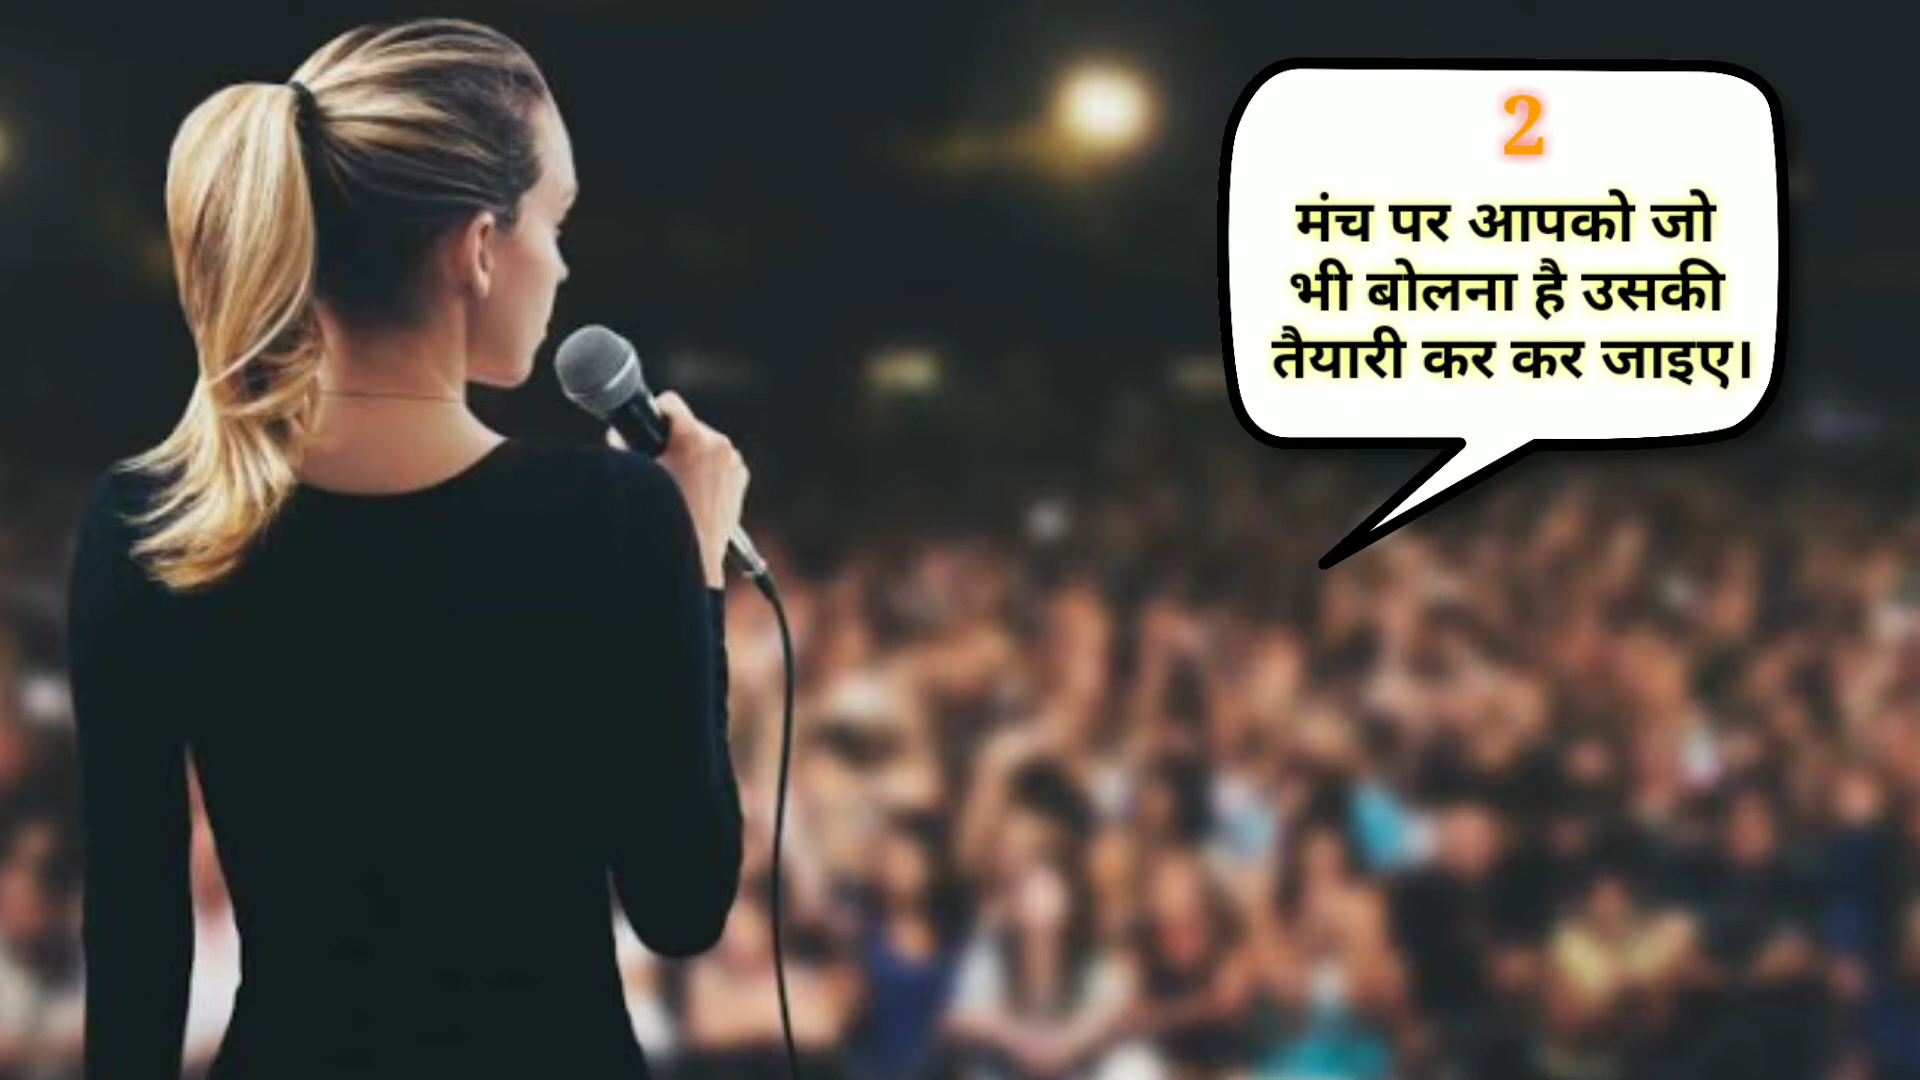 2
मंच पर आपको जो
भी बोलना है उसकी
तैयारी कर कर जाइए।